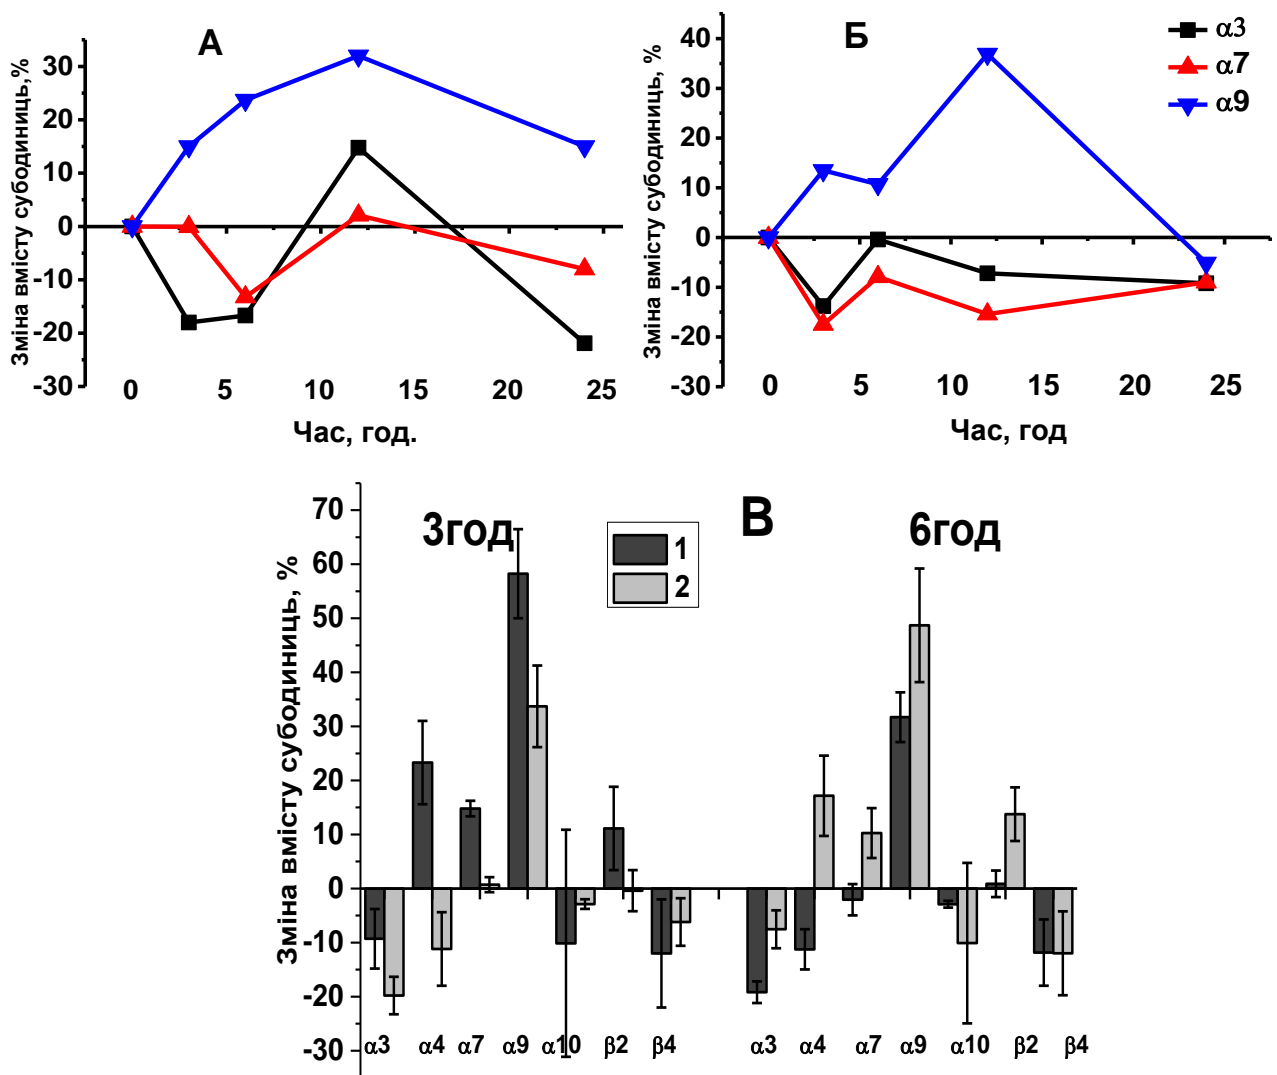 А
Зміна вмісту субодиниць,%
30
20
10
0
-10
-20
-30
0 5 10 15 20 25
Час, год.
Б
α3
α7
α9
Зміна вмісту субодиниць, %
40
30
20
10
0
-10
-20
-30
0 5 10 15 20 25
Час, год
В
3год
6год
1
2
Зміна вмісту субодиниць, %
70
60
50
40
30
20
10
0
-10
-20
-30
α3 α4 α7 α9 α10 β2 β4 α3 α4 α7 α9 α10 β2 β4